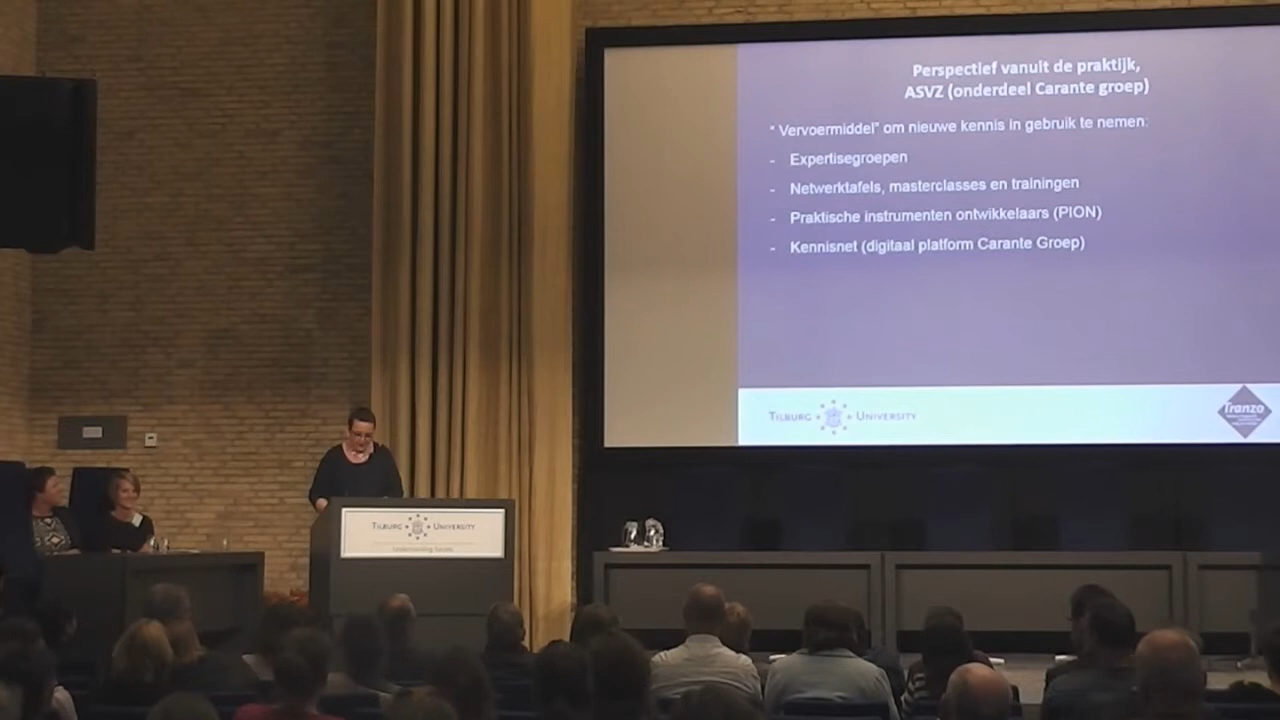 Perspectief vanuit de praktijk,
ASVZ (onderdeel Carante groep)
“ Vervoermiddel” om nieuwe kennis in gebruik te nemen:
- Expertisegroepen
- Netwerktafels, masterclasses en trainingen
- Praktische instrumenten ontwikkelaars (PION)
- Kennisnet (digitaal platform Carante Groep)
TILBURG UNIVERSITY
Tranzo
TILBURG UNIVERSITY
Understanding Society